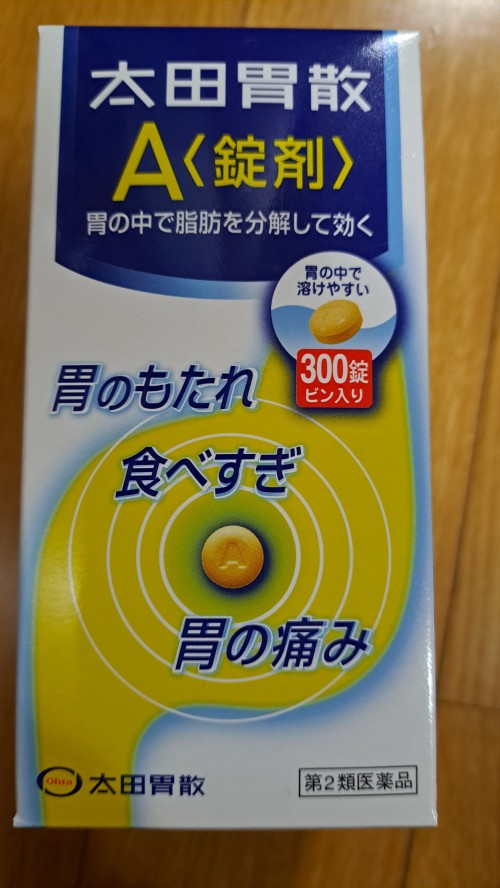 太田胃散
A〈錠剤〉
胃の中で脂肪を分解して効く
胃の中で
溶けやすい
300錠
ビン入り
胃のもたれ
食べすぎ
A
胃の痛み
Ohta
太田胃散
第2類医薬品